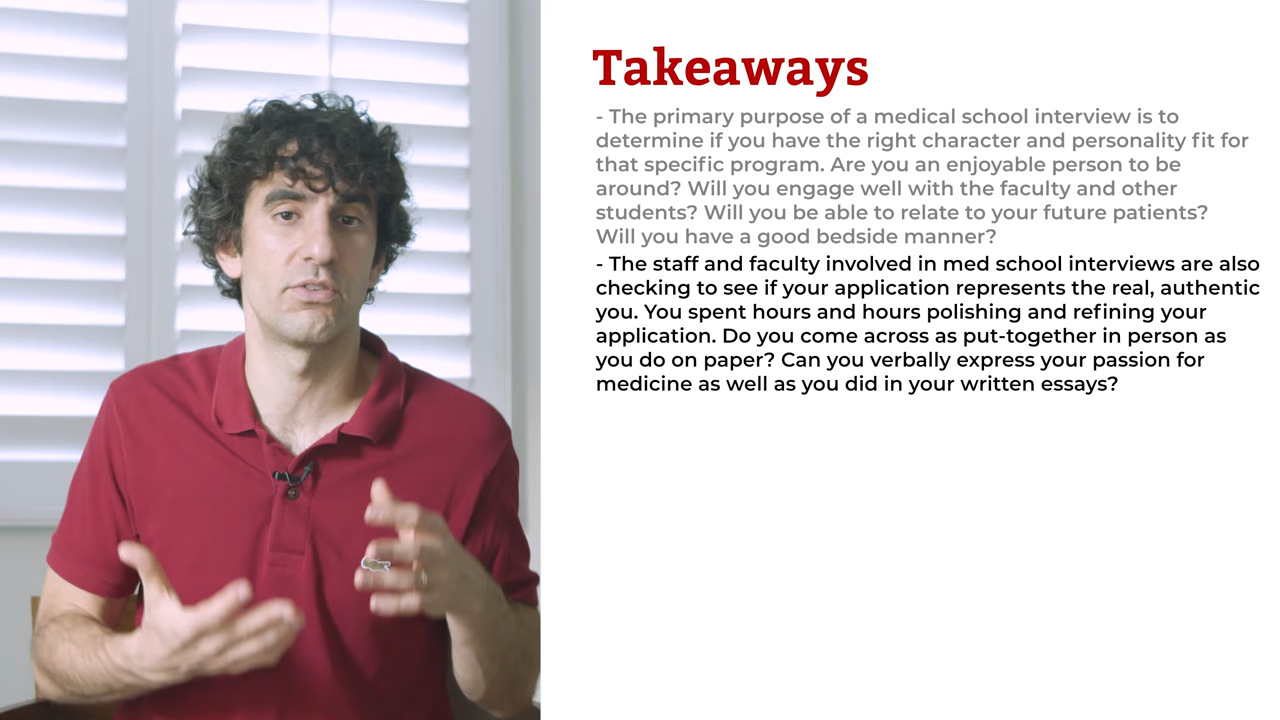 Takeaways
- The primary purpose of a medical school interview is to
determine if you have the right character and personality fit for
that specific program. Are you an enjoyable person to be
around? Will you engage well with the faculty and other
students? Will you be able to relate to your future patients?
Will you have a good bedside manner?
- The staff and faculty involved in med school interviews are also
checking to see if your application represents the real, authentic
you. You spent hours and hours polishing and refining your
application. Do you come across as put-together in person as
you do on paper? Can you verbally express your passion for
medicine as well as you did in your written essays?